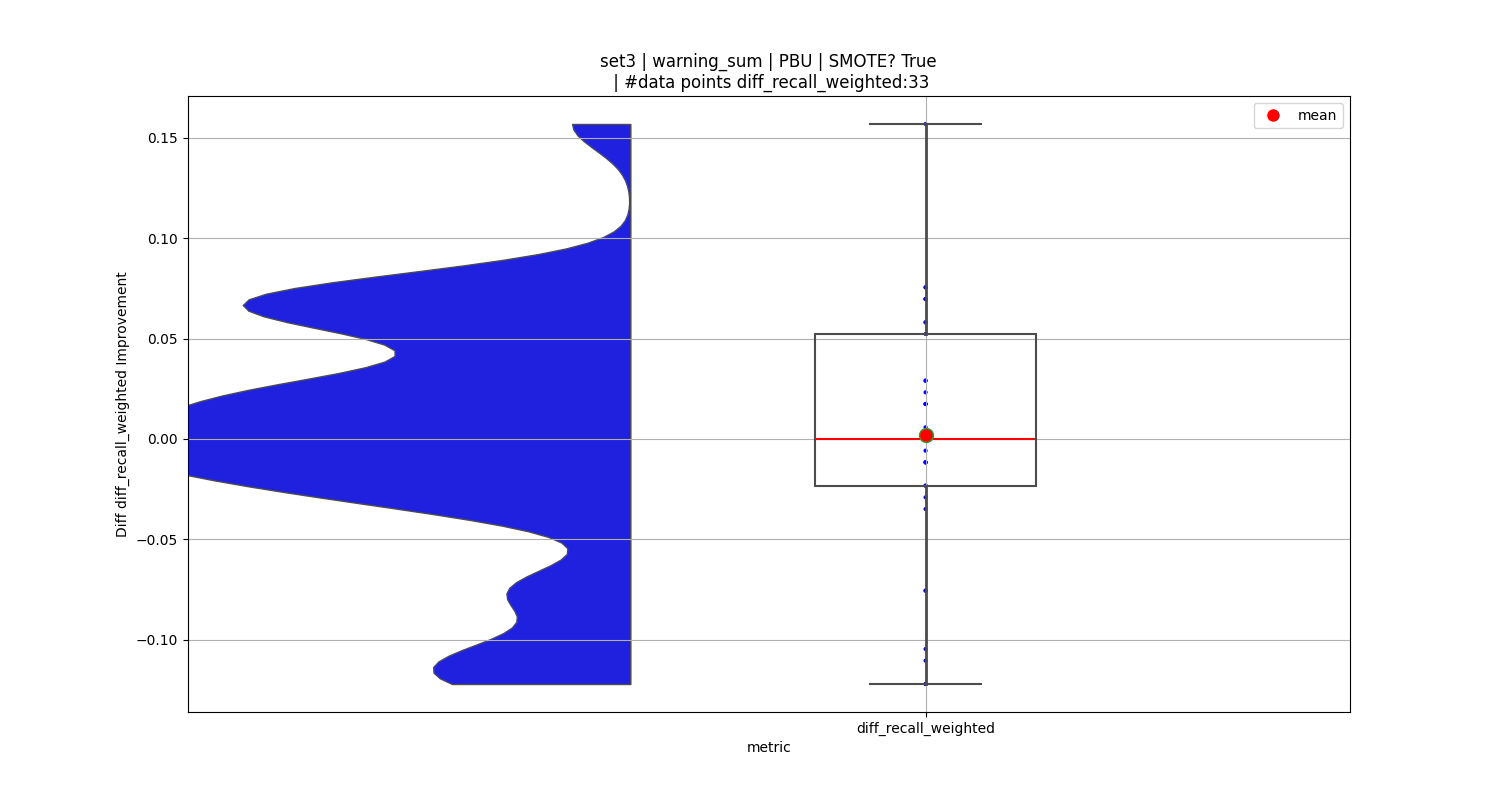 set3 | warning_sum | PBU | SMOTE? True
| #data points diff_recall_weighted:33
mean
0.15
0.10
0.05
0.00
−0.05
−0.10
Diff diff_recall_weighted Improvement
diff_recall_weighted
metric